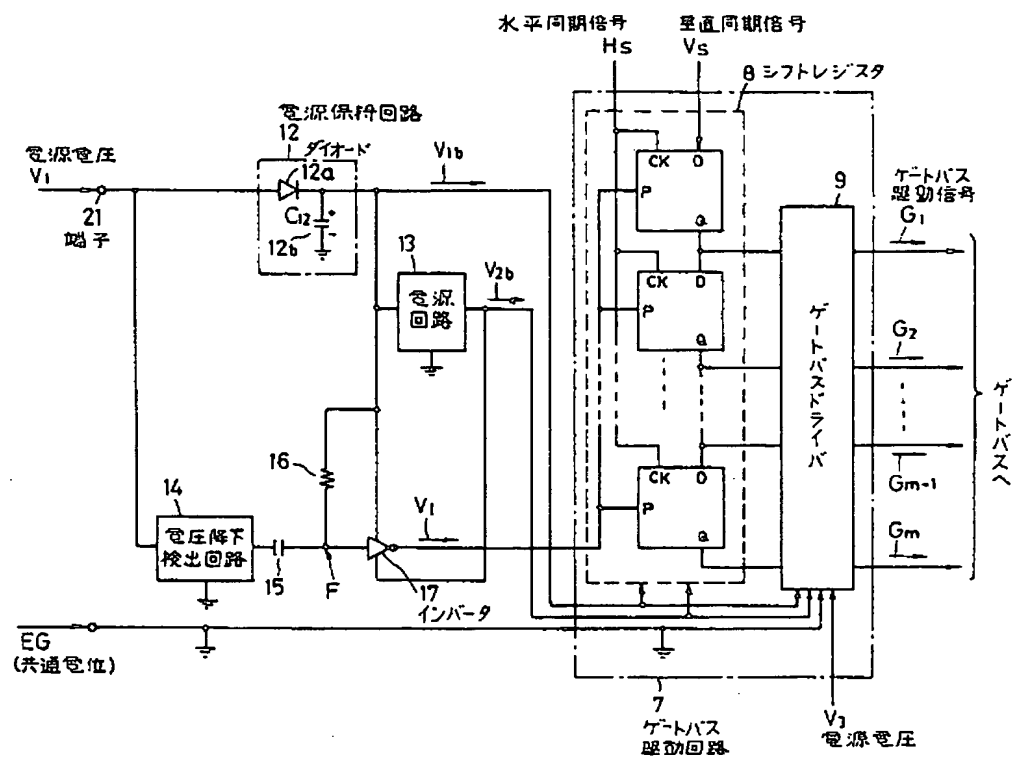 水平同期信号
HS
垂直同期信号
VS
8 シフトレジスタ
電源保持回路
12
ダイオード
12a
C12
+
-
12b
電源電圧
V1
21
端子
V1b
13
電源
回路
V2b
CK D
P
Q
CK D
P
Q
CK D
P
Q
9
ゲートバスドライバ
ゲートバス
駆動信号
G1
G2
Gm-1
Gm
ゲートバスへ
16
14
電圧降下
検出回路
15
F
V1
17
インバータ
EG
(共通電位)
7
ゲートバス
駆動回路
V3
電源電圧